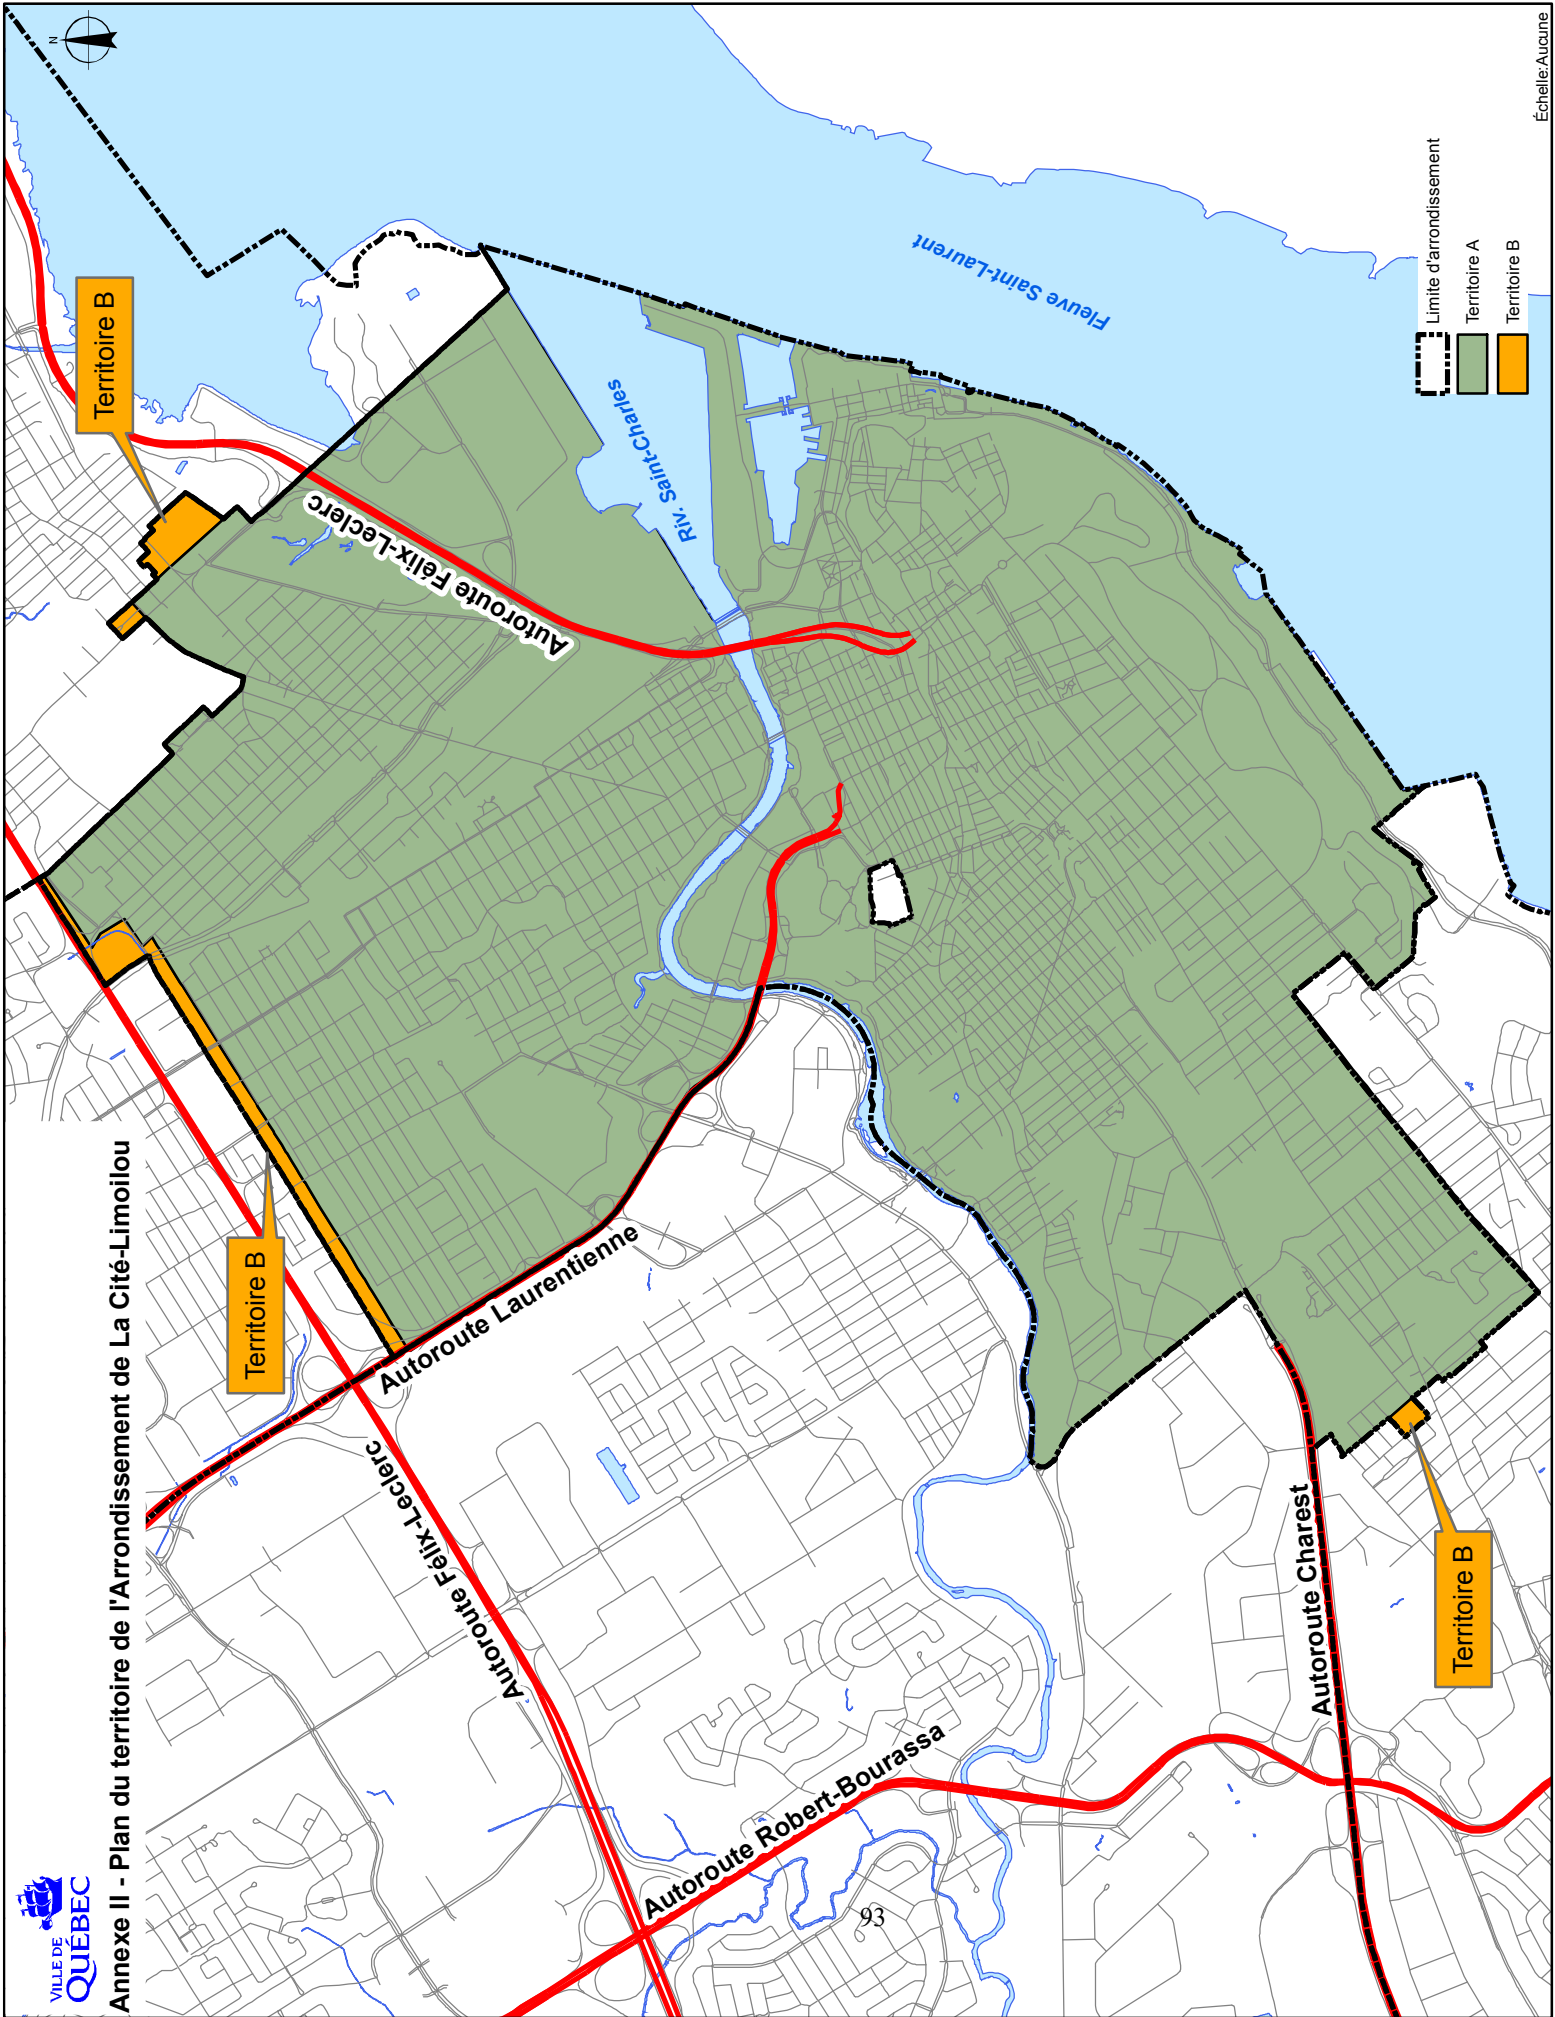 VILLE DE
QUÉBEC
Annexe II - Plan du territoire de l'Arrondissement de La Cité-Limoilou
N
Territoire B
Territoire B
Territoire B
Autoroute Félix-Leclerc
Autoroute Félix-Leclerc
Autoroute Laurentienne
Autoroute Robert-Bourassa
Autoroute Charest
Riv. Saint-Charles
Fleuve Saint-Laurent
Limite d'arrondissement
Territoire A
Territoire B
Échelle:Aucune
93